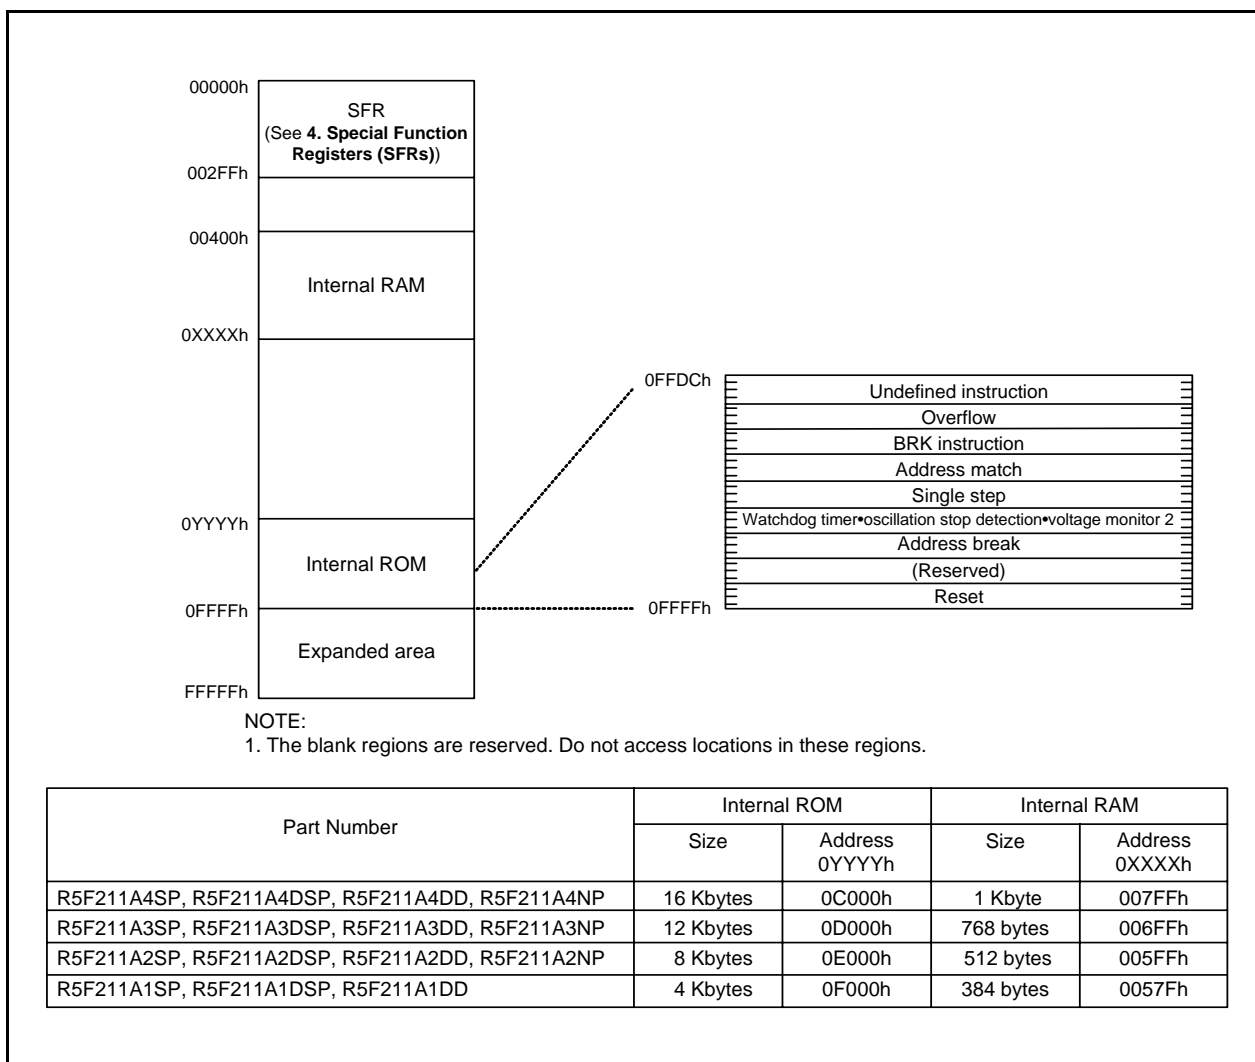 00000h
SFR
(See 4. Special Function
Registers (SFRs))
002FFh
00400h
Internal RAM
0XXXXh
0YYYYh
Internal ROM
0FFFFh
Expanded area
FFFFFh
0FFDCh
Undefined instruction
Overflow
BRK instruction
Address match
Single step
Watchdog timer•oscillation stop detection•voltage monitor 2
Address break
(Reserved)
Reset
0FFFFh
NOTE:
1. The blank regions are reserved. Do not access locations in these regions.
Part Number Internal ROM Internal RAM
Size Address Size Address
0YYYYh 0XXXXh
R5F211A4SP, R5F211A4DSP, R5F211A4DD, R5F211A4NP 16 Kbytes 0C000h 1 Kbyte 007FFh
R5F211A3SP, R5F211A3DSP, R5F211A3DD, R5F211A3NP 12 Kbytes 0D000h 768 bytes 006FFh
R5F211A2SP, R5F211A2DSP, R5F211A2DD, R5F211A2NP 8 Kbytes 0E000h 512 bytes 005FFh
R5F211A1SP, R5F211A1DSP, R5F211A1DD 4 Kbytes 0F000h 384 bytes 0057Fh